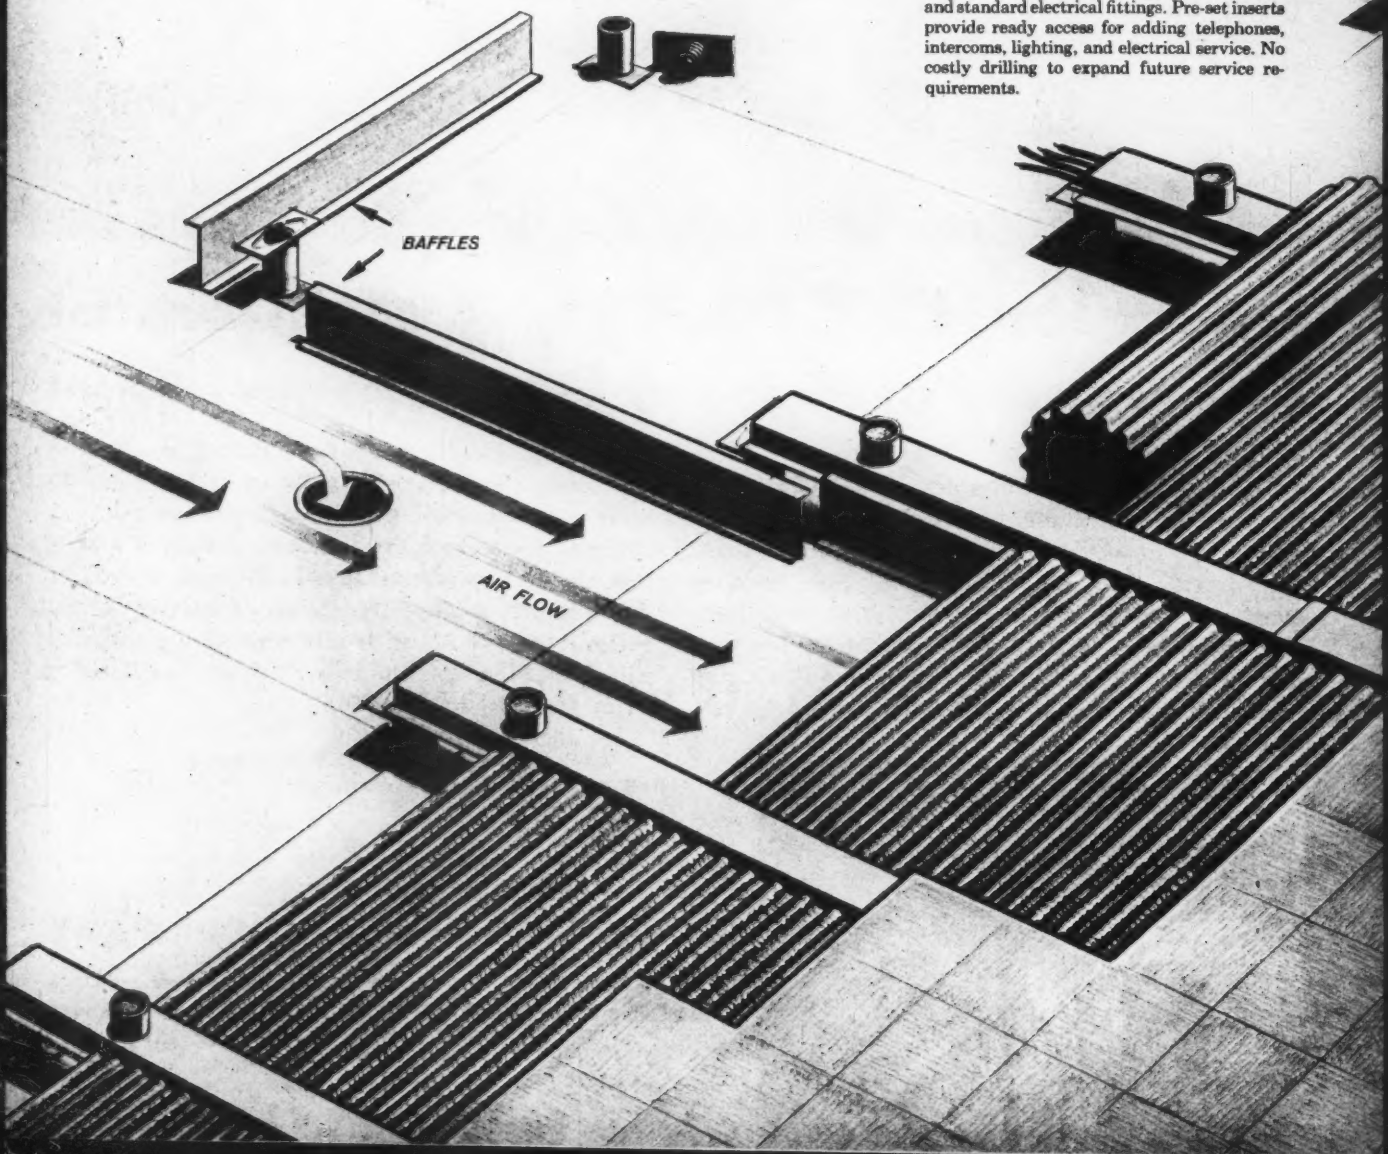 and standard electrical fittings. Pre-set inserts
provide ready access for adding telephones,
intercoms, lighting, and electrical service. No
costly drilling to expand future service re-
quirements.
BAFFLES
AIR FLOW